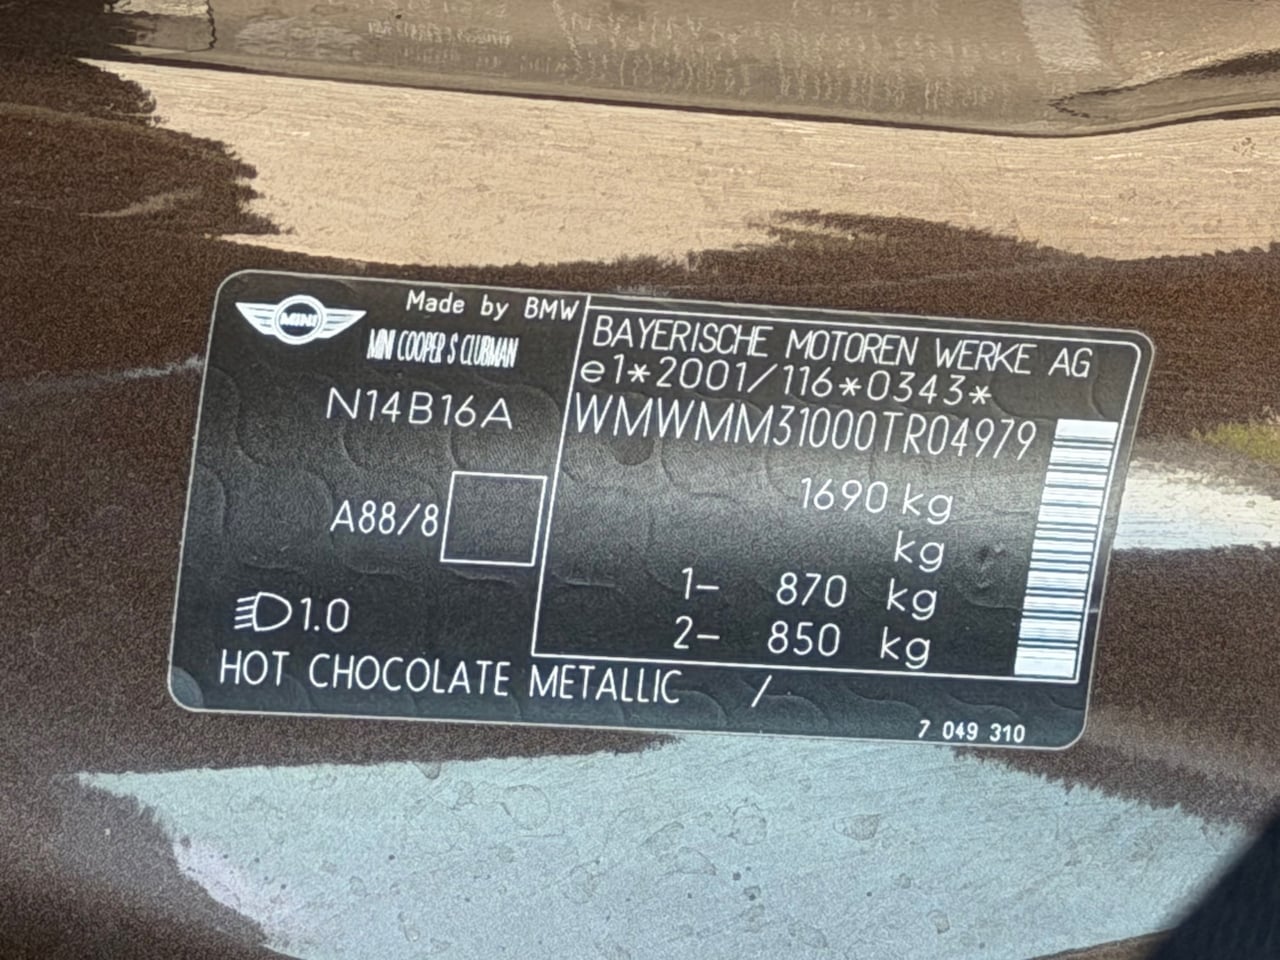 MINI
Made by BMW
MINI COOPER S CLUBMAN
N14B16A
A88/8
1.0
HOT CHOCOLATE METALLIC /
BAYERISCHE MOTOREN WERKE AG
e1*2001/116*0343*
WMWMM31000TR04979
1690 kg
kg
1- 870 kg
2- 850 kg
7 049 310